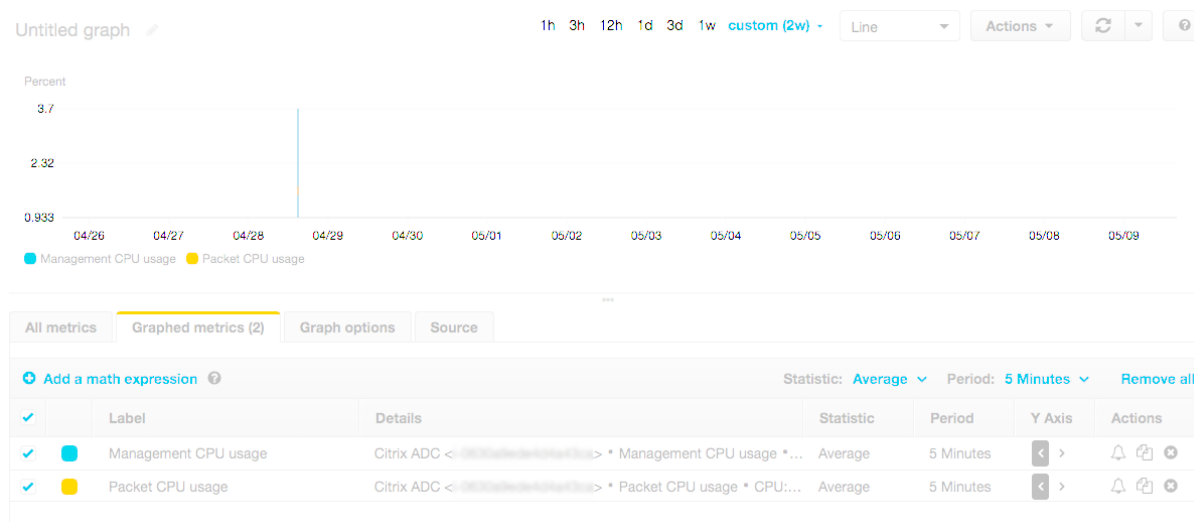 Untitled graph 1h 3h 12h 1d 3d 1w custom (2w) Line Actions
Percent
3.7
2.32
0.933
04/26 04/27 04/28 04/29 04/30 05/01 05/02 05/03 05/04 05/05 05/06 05/07 05/08 05/09
Management CPU usage Packet CPU usage
All metrics Graphed metrics (2) Graph options Source
Add a math expression Statistic: Average Period: 5 Minutes Remove all
Label Details Statistic Period Y Axis Actions
Management CPU usage Citrix ADC < > • Management CPU usage •... Average 5 Minutes < >
Packet CPU usage Citrix ADC < > • Packet CPU usage • CPU:... Average 5 Minutes < >